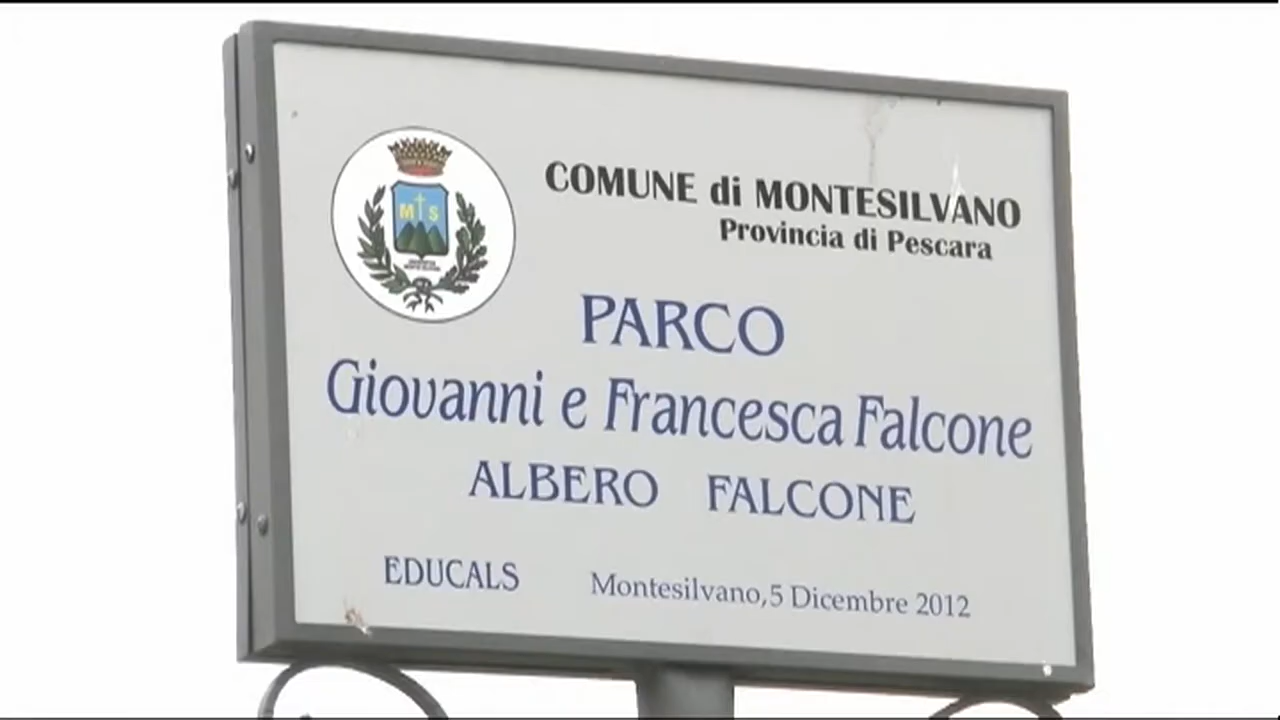 COMUNE di MONTESILVANO
Provincia di Pescara
M S
PARCO
Giovanni e Francesca Falcone
ALBERO FALCONE
EDUCALS
Montesilvano, 5 Dicembre 2012